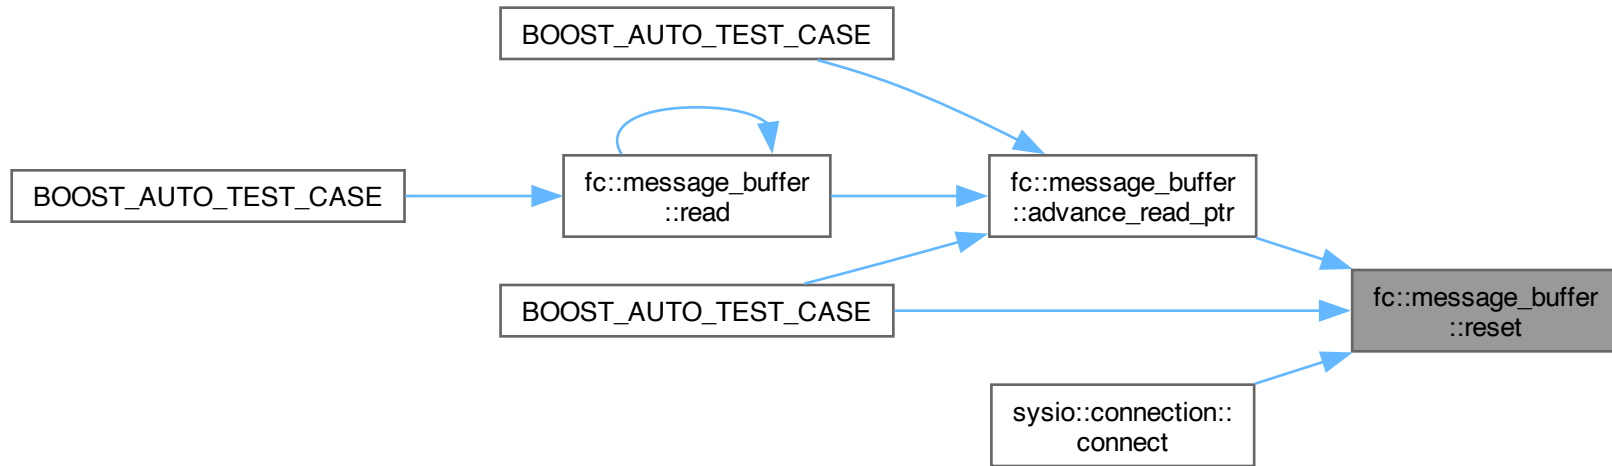 BOOST_AUTO_TEST_CASE
BOOST_AUTO_TEST_CASE
fc::message_buffer
::read
fc::message_buffer
::advance_read_ptr
BOOST_AUTO_TEST_CASE
fc::message_buffer
::reset
sysio::connection::
connect